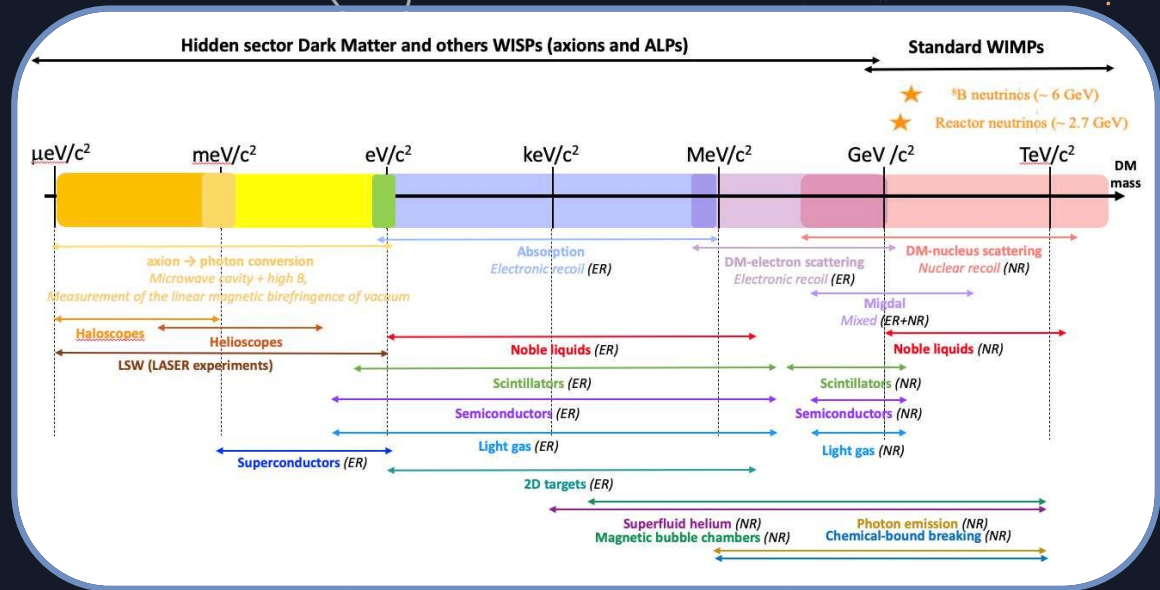 Hidden sector Dark Matter and others WISPs (axions and ALPs)
Standard WIMPs
⁸B neutrinos (~ 6 GeV)
Reactor neutrinos (~ 2.7 GeV)
μeV/c²
meV/c²
eV/c²
keV/c²
MeV/c²
GeV /c²
TeV/c²
DM
mass
axion → photon conversion
Microwave cavity + high B,
Measurement of the linear magnetic birefringence of vacuum
Absorption
Electronic recoil (ER)
DM-electron scattering
Electronic recoil (ER)
DM-nucleus scattering
Nuclear recoil (NR)
Migdal
Mixed (ER+NR)
Haloscopes
Helioscopes
LSW (LASER experiments)
Noble liquids (ER)
Noble liquids (NR)
Scintillators (ER)
Scintillators (NR)
Semiconductors (ER)
Semiconductors (NR)
Light gas (ER)
Light gas (NR)
Superconductors (ER)
2D targets (ER)
Superfluid helium (NR)
Photon emission (NR)
Magnetic bubble chambers (NR)
Chemical-bound breaking (NR)